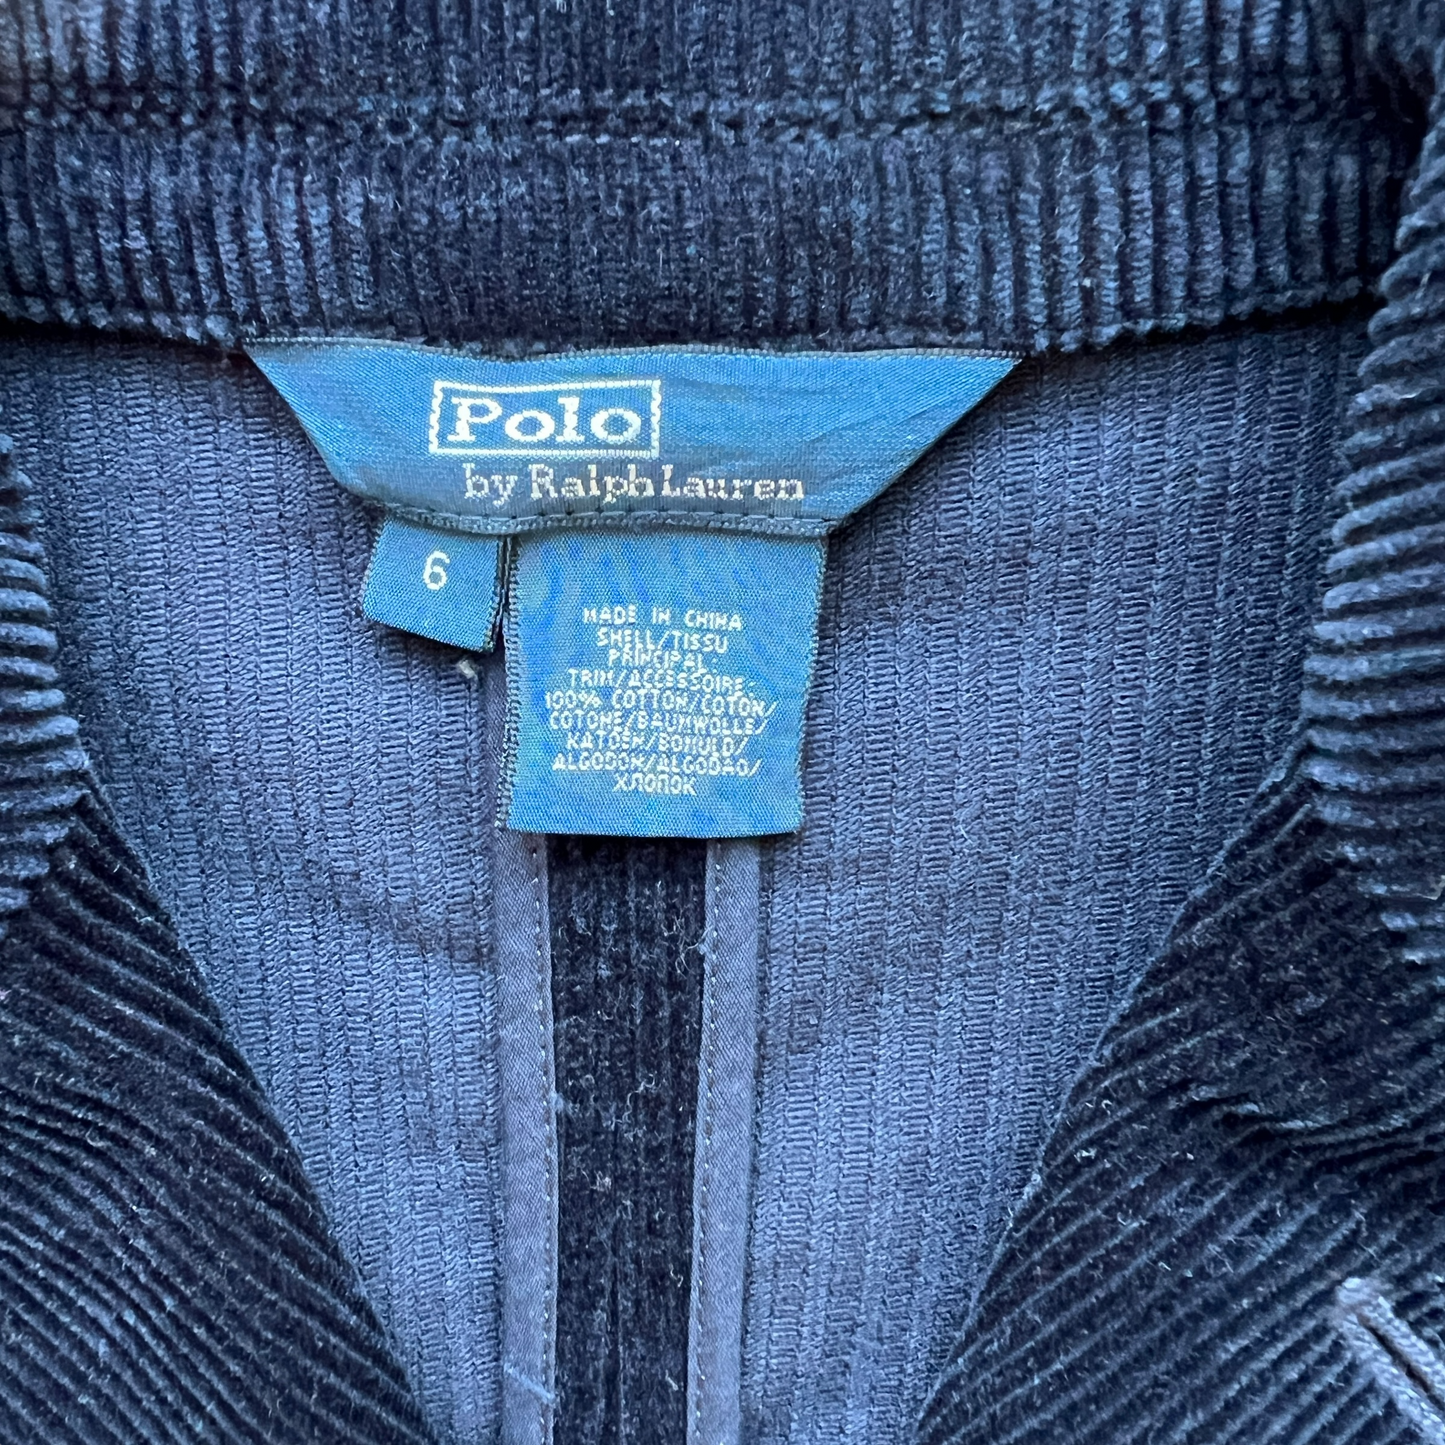 Polo
by Ralph Lauren
6
MADE IN CHINA
SHELL/TISSU
PRINCIPAL-
TRIM/ACCESSOIRE-
100% COTTON/COTON/
COTONE/BAUMWOLLE/
KATOEN/BOMULD/
ALGODON/ALGODAO/
ХЛОПОК